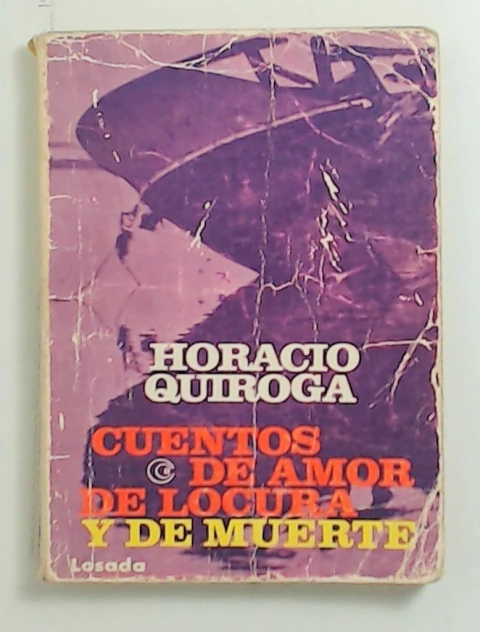 HORACIO
QUIROGA
CUENTOS
DE AMOR
DE LOCURA
Y DE MUERTE
Losada